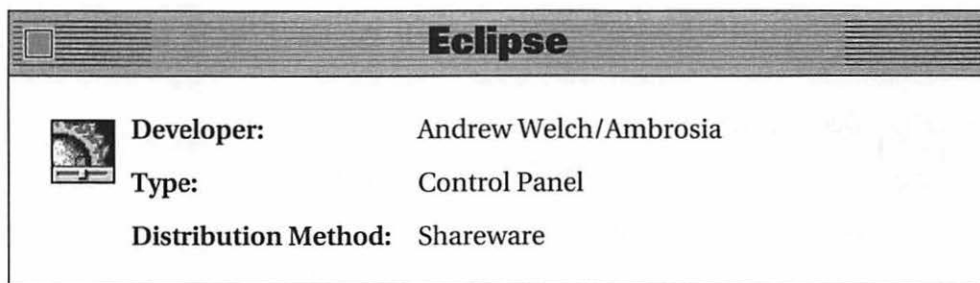 Eclipse
Developer: Andrew Welch/Ambrosia
Type: Control Panel
Distribution Method: Shareware